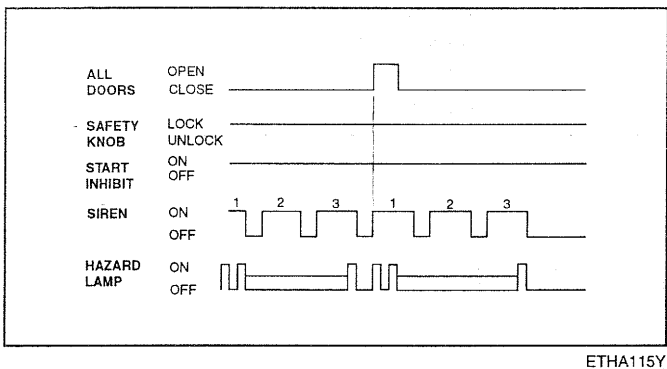 ALL DOORS OPEN CLOSE
SAFETY KNOB LOCK UNLOCK
START INHIBIT ON OFF
1 2 3 1 2 3
SIREN ON OFF
HAZARD LAMP ON OFF
ETHA115Y